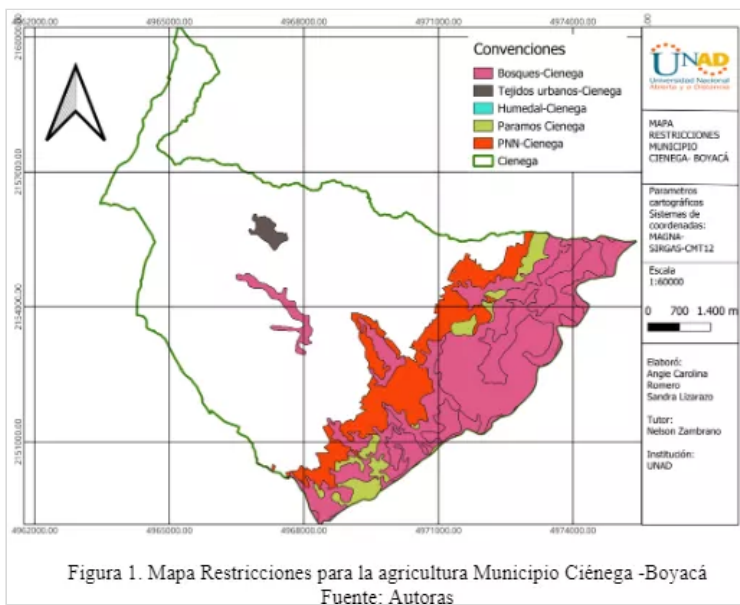 4962000.00 4965000.00 4968000.00 4971000.00 4974000.00
2160000.00
2157000.00
2154000.00
2151000.00
Convenciones
Bosques-Cienega
Tejidos urbanos-Cienega
Humedal-Cienega
Paramos Cienega
PNN-Cienega
Cienega
UNAD
Universidad Nacional
Abierta y a Distancia
MAPA
RESTRICCIONES
MUNICIPIO
CIENEGA- BOYACÁ
Parametros
cartográficos
Sistemas de
coordenadas:
MAGNA-
SIRGAS-CMT12
Escala
1:60000
0 700 1.400 m
Elaboró:
Angie Carolina
Romero
Sandra Lizarazo
Tutor:
Nelson Zambrano
Institución:
UNAD
4962000.00 4965000.00 4968000.00 4971000.00 4974000.00
Figura 1. Mapa Restricciones para la agricultura Municipio Ciénega -Boyacá
Fuente: Autoras